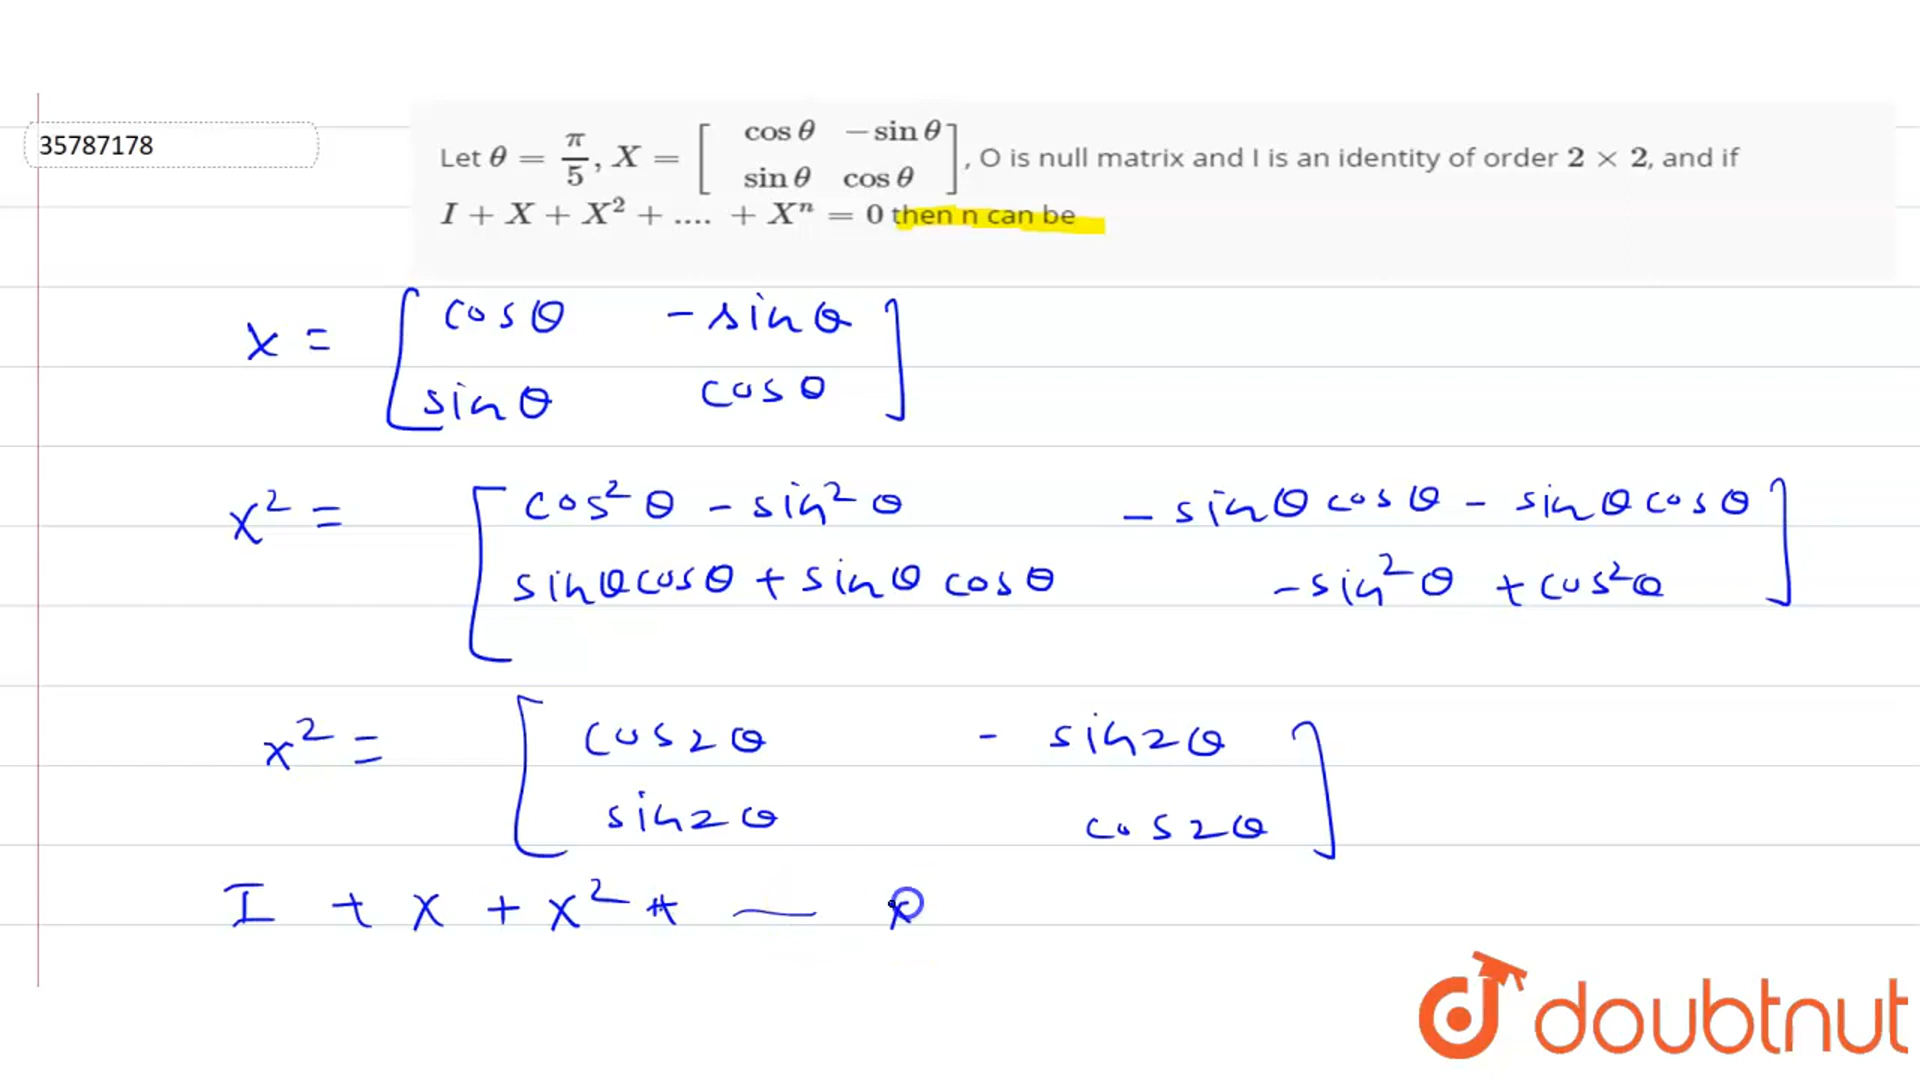 35787178
Let θ = π/5, X = [cos θ −sin θ; sin θ cos θ], O is null matrix and I is an identity of order 2 × 2, and if
I + X + X² + .... + Xⁿ = 0 then n can be
x = [cosθ -sinθ
sinθ cosθ]
x² = [cos²θ - sin²θ -sinθcosθ - sinθcosθ
sinθcosθ + sinθcosθ -sin²θ + cos²θ]
x² = [cos2θ - sin2θ
sin2θ cos2θ]
I + x + x² + — x
doubtnut